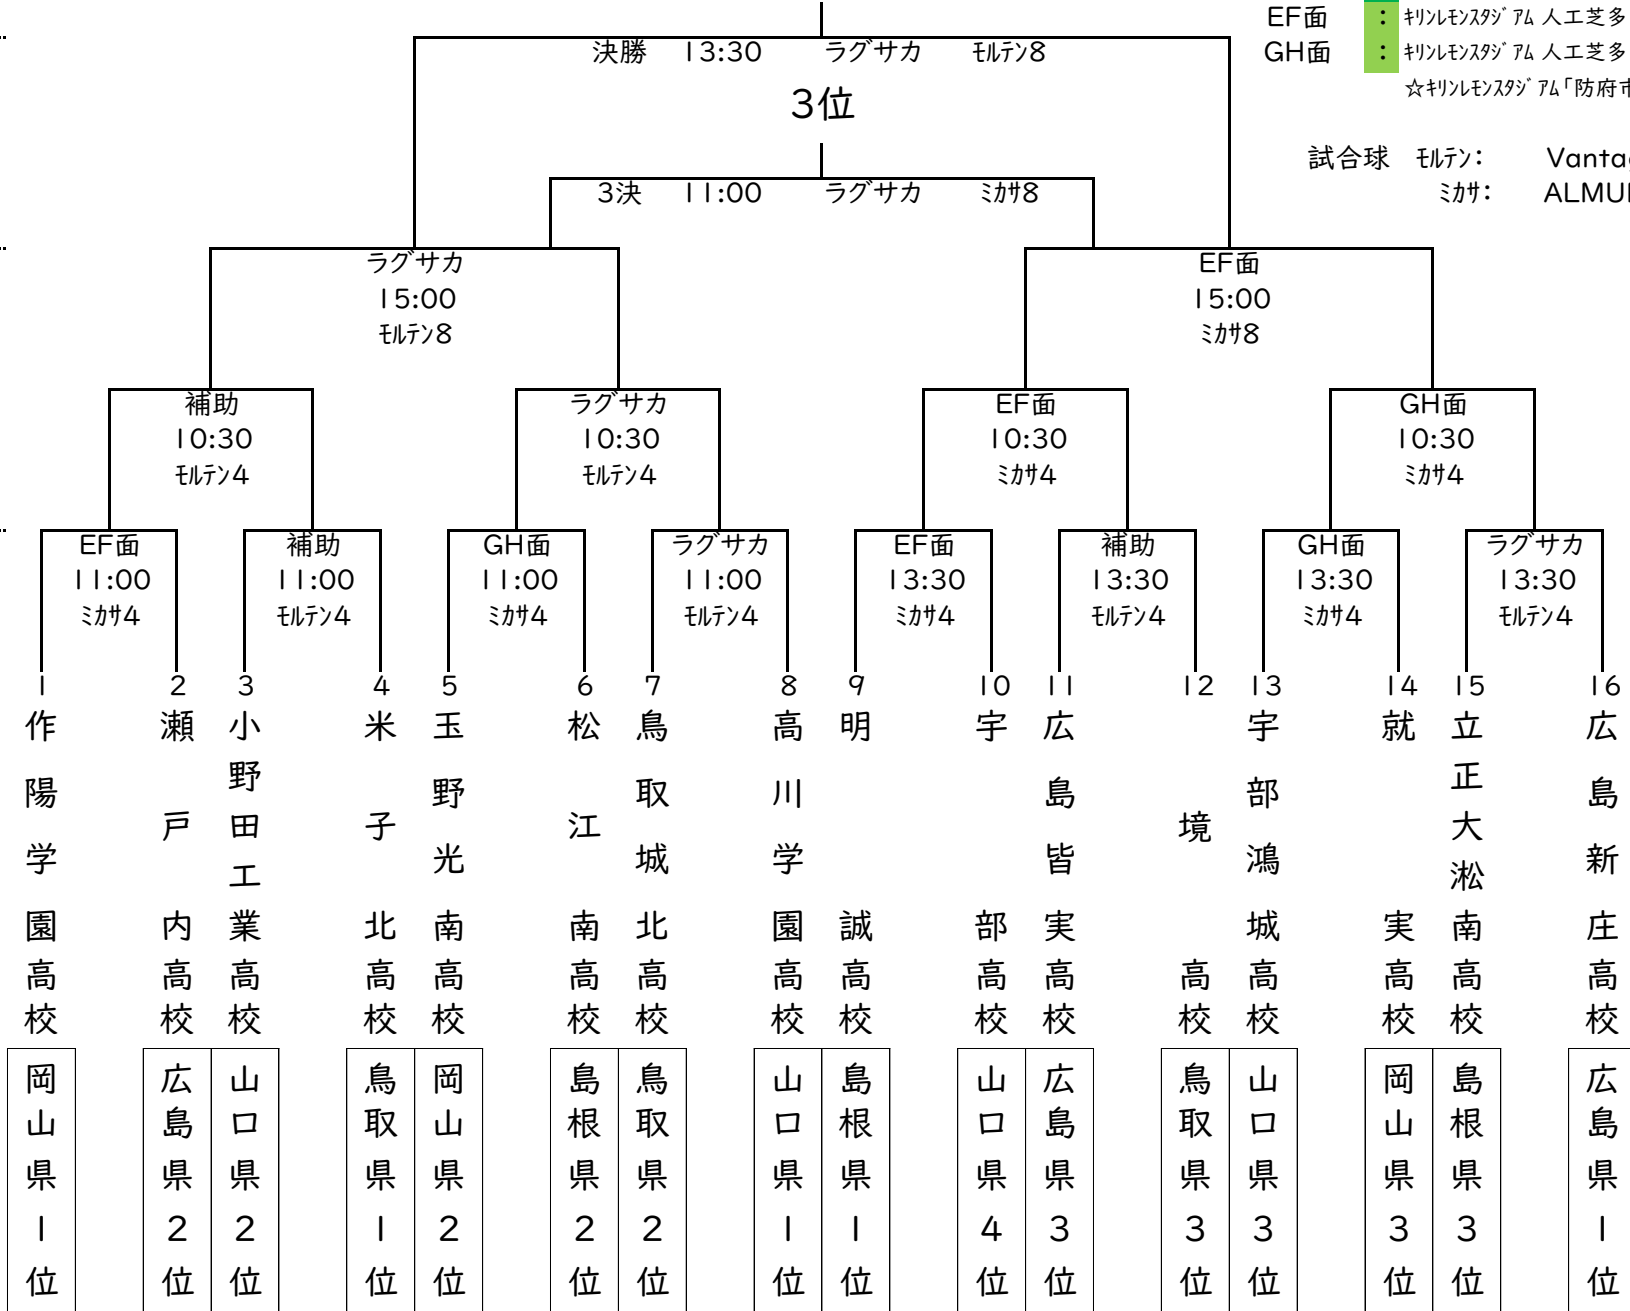 EF面 : ｷﾘﾝﾚﾓﾝｽﾀｼﾞｱﾑ 人工芝多
決勝 13:30 ラグサカ ﾓﾙﾃﾝ8
GH面 : ｷﾘﾝﾚﾓﾝｽﾀｼﾞｱﾑ 人工芝多
☆ｷﾘﾝﾚﾓﾝｽﾀｼﾞｱﾑ「防府市
3位
試合球 ﾓﾙﾃﾝ:
3決 11:00 ラグサカ ﾐｶｻ8
ﾐｶｻ:
ラグサカ EF面
15:00 15:00
ﾓﾙﾃﾝ8 ﾐｶｻ8
補助 ラグサカ EF面 GH面
10:30 10:30 10:30 10:30
ﾓﾙﾃﾝ4 ﾓﾙﾃﾝ4 ﾐｶｻ4 ﾐｶｻ4
EF面 補助 GH面 ラグサカ EF面 補助 GH面 ラグサカ
11:00 11:00 11:00 11:00 13:30 13:30 13:30 13:30
ﾐｶｻ4 ﾓﾙﾃﾝ4 ﾐｶｻ4 ﾓﾙﾃﾝ4 ﾐｶｻ4 ﾓﾙﾃﾝ4 ﾐｶｻ4 ﾓﾙﾃﾝ4
1 作陽学園高校 岡山県1位
2 瀬戸内高校 広島県2位
3 小野田工業高校 山口県2位
4 米子北高校 鳥取県1位
5 玉野光南高校 岡山県2位
6 松江南高校 島根県2位
7 鳥取城北高校 鳥取県2位
8 高川学園高校 山口県1位
9 明誠高校 島根県1位
10 宇部高校 山口県4位
11 広島皆実高校 広島県3位
12 境高校 鳥取県3位
13 宇部鴻城高校 山口県3位
14 就実高校 岡山県3位
15 立正大淞南高校 島根県3位
16 広島新庄高校 広島県1位